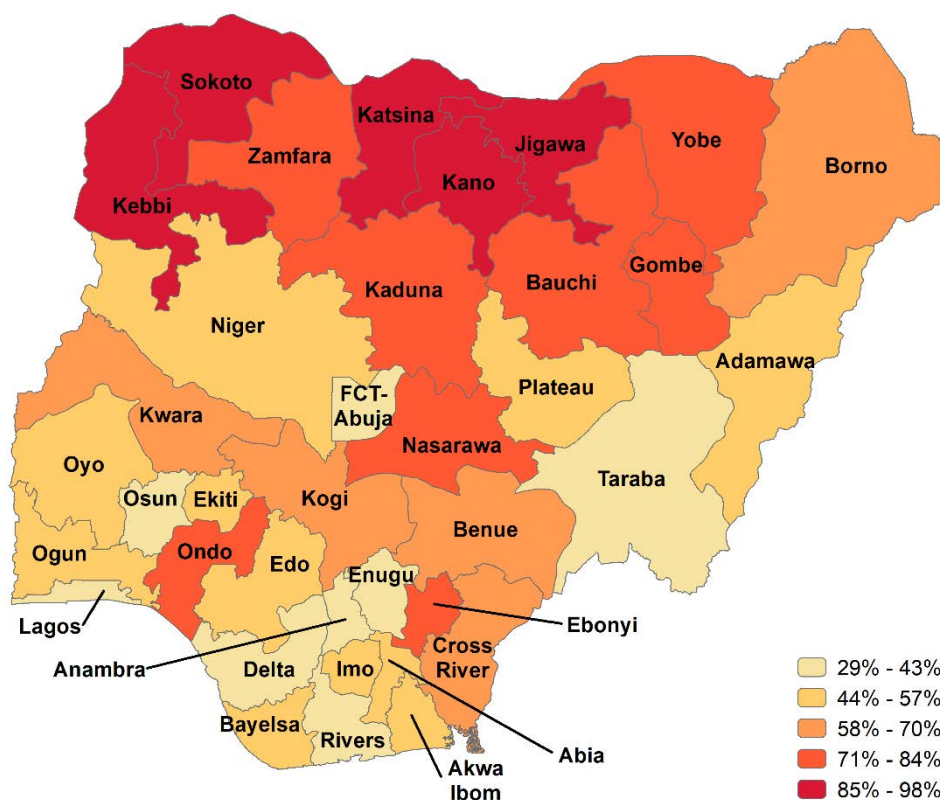 Sokoto
Katsina
Jigawa
Yobe
Zamfara
Borno
Kano
Kebbi
Kaduna
Bauchi
Gombe
Niger
Adamawa
FCT-
Abuja
Plateau
Kwara
Nasarawa
Oyo
Taraba
Osun
Ekiti
Kogi
Benue
Ogun
Ondo
Edo
Enugu
Lagos
Ebonyi
Anambra
Delta
Imo
Cross
River
Bayelsa
Rivers
Abia
Akwa
Ibom
29% - 43%
44% - 57%
58% - 70%
71% - 84%
85% - 98%